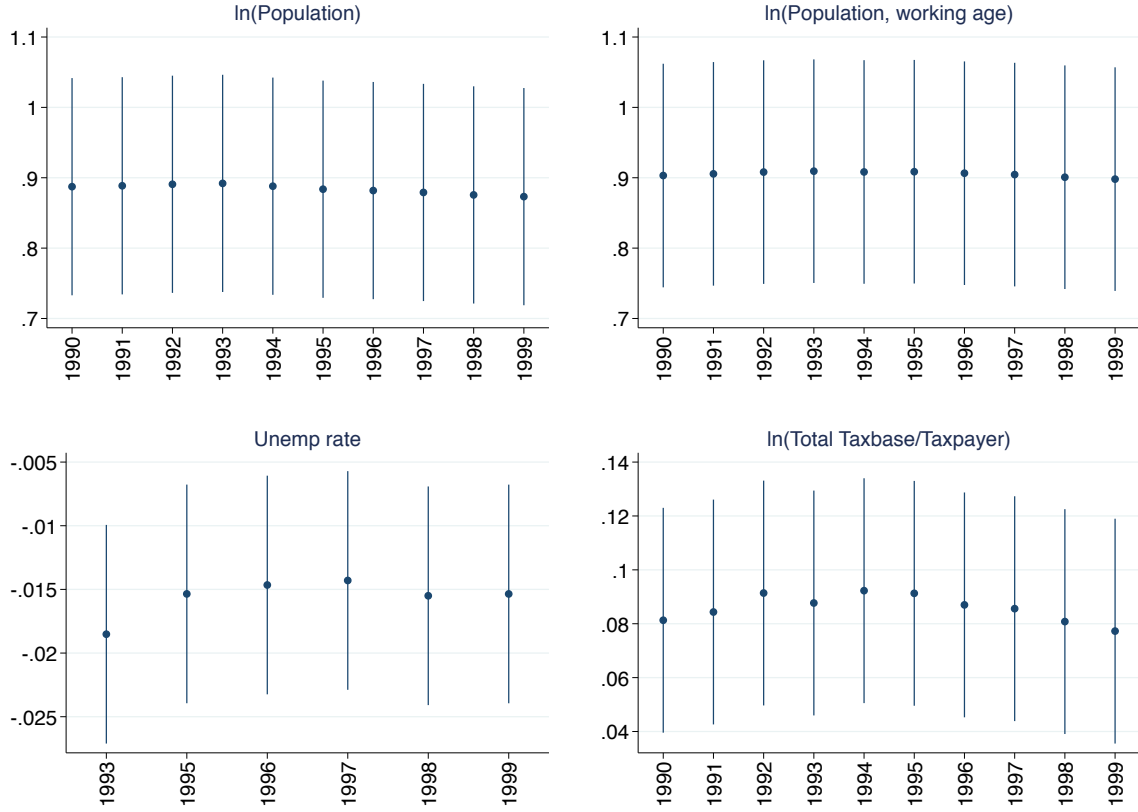 ln(Population)
1.1
1
.9
.8
.7
1990 1991 1992 1993 1994 1995 1996 1997 1998 1999
ln(Population, working age)
1.1
1
.9
.8
.7
1990 1991 1992 1993 1994 1995 1996 1997 1998 1999
Unemp rate
-.005
-.01
-.015
-.02
-.025
1993 1995 1996 1997 1998 1999
ln(Total Taxbase/Taxpayer)
.14
.12
.1
.08
.06
.04
1990 1991 1992 1993 1994 1995 1996 1997 1998 1999